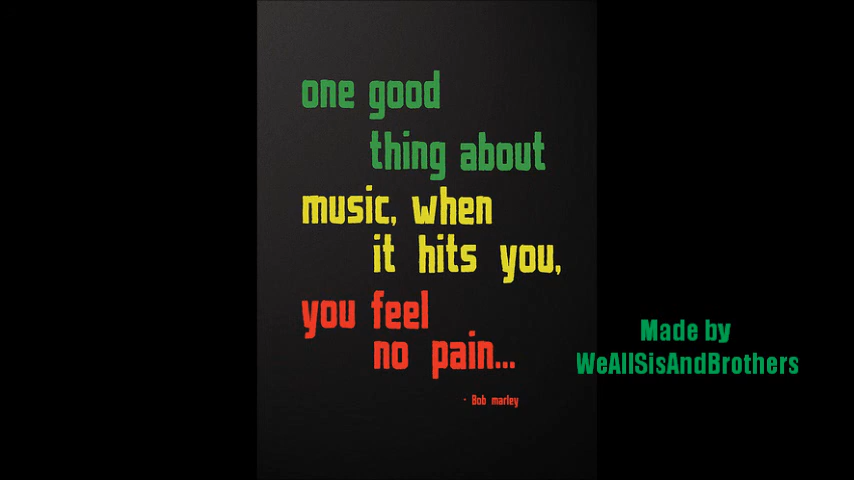 one good
thing about
music, when
it hits you,
you feel
no pain...
- Bob marley
Made by
WeAllSisAndBrothers